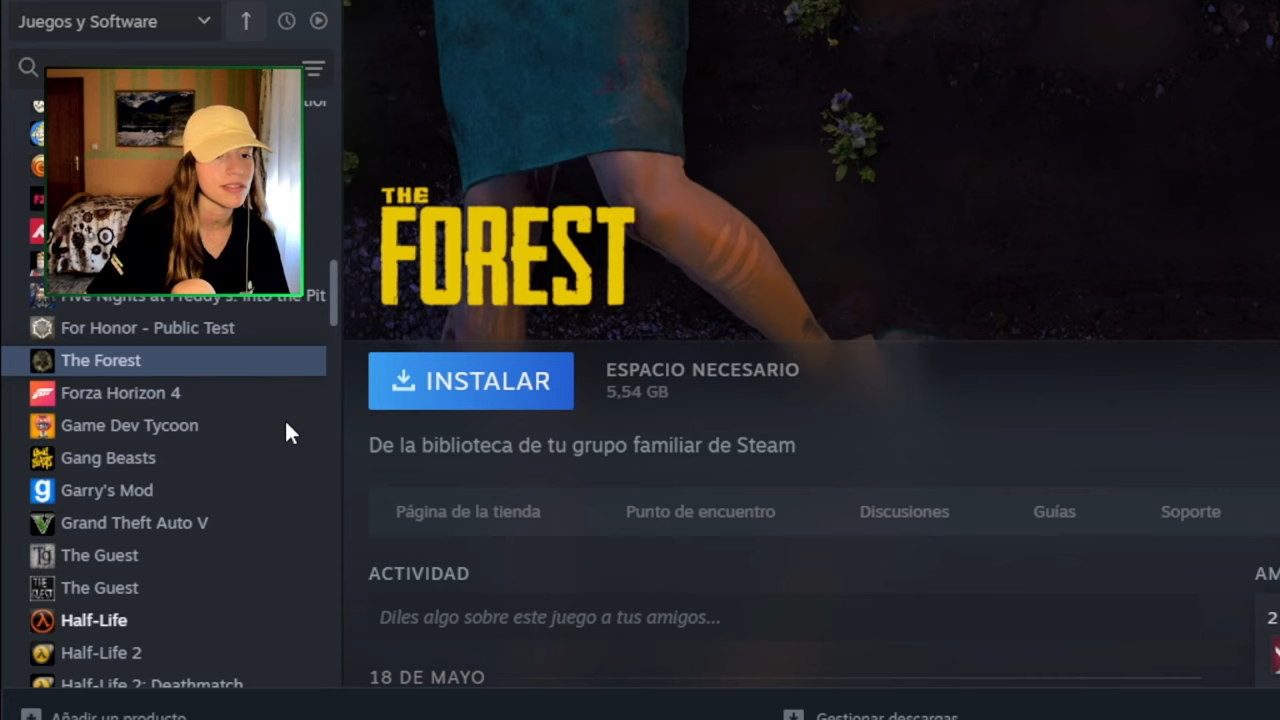 Juegos y Software
Five Nights at Freddy's: Into the Pit
For Honor - Public Test
The Forest
Forza Horizon 4
Game Dev Tycoon
Gang Beasts
Garry's Mod
Grand Theft Auto V
The Guest
The Guest
Half-Life
Half-Life 2
Half-Life 2: Deathmatch
Añadir un producto
THE
FOREST
INSTALAR
ESPACIO NECESARIO
5,54 GB
De la biblioteca de tu grupo familiar de Steam
Página de la tienda
Punto de encuentro
Discusiones
Guías
Soporte
ACTIVIDAD
AM
Diles algo sobre este juego a tus amigos...
2
18 DE MAYO
Gestionar descargas